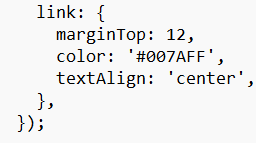 link: {
marginTop: 12,
color: '#007AFF',
textAlign: 'center',
},
});